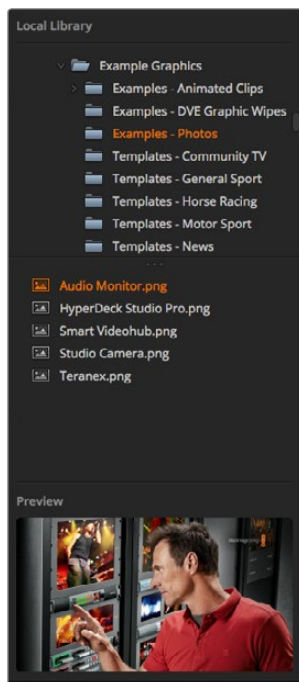 Local Library
Example Graphics
Examples - Animated Clips
Examples - DVE Graphic Wipes
Examples - Photos
Templates - Community TV
Templates - General Sport
Templates - Horse Racing
Templates - Motor Sport
Templates - News
Audio Monitor.png
HyperDeck Studio Pro.png
Smart Videohub.png
Studio Camera.png
Teranex.png
Preview